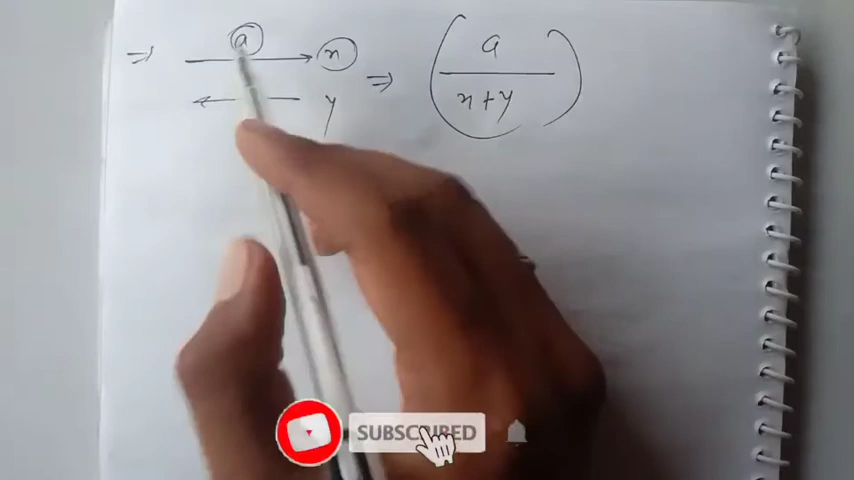 ⇒ a → x ⇒ ( a / x+y )
← y
SUBSCRIBED